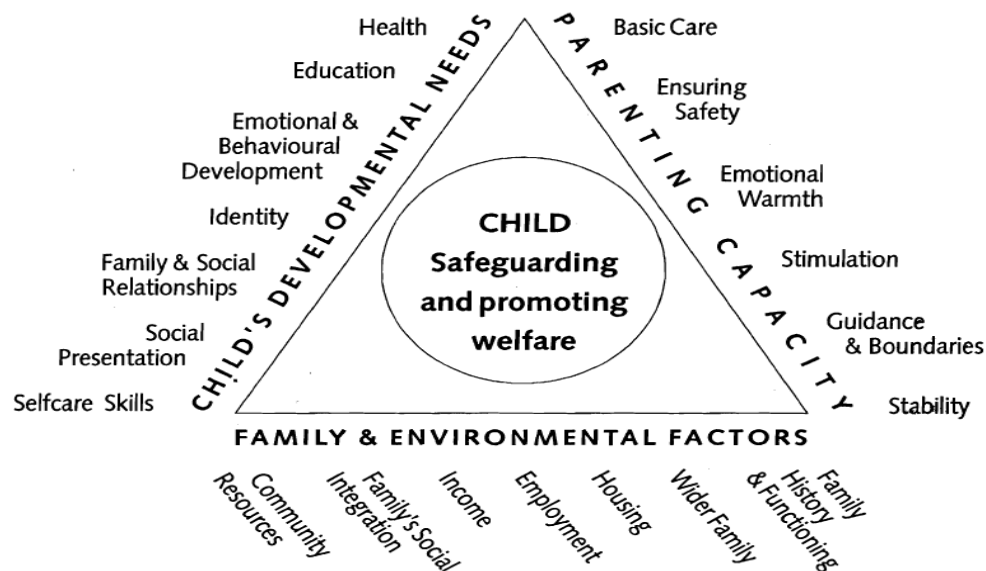 Health
Education
Emotional &
Behavioural
Development
Identity
Family & Social
Relationships
Social
Presentation
Selfcare Skills
CHILD'S DEVELOPMENTAL NEEDS
CHILD
Safeguarding
and promoting
welfare
PARENTING CAPACITY
Basic Care
Ensuring
Safety
Emotional
Warmth
Stimulation
Guidance
& Boundaries
Stability
FAMILY & ENVIRONMENTAL FACTORS
Community
Resources
Family's Social
Integration
Income
Employment
Housing
Wider Family
Family
History
& Functioning